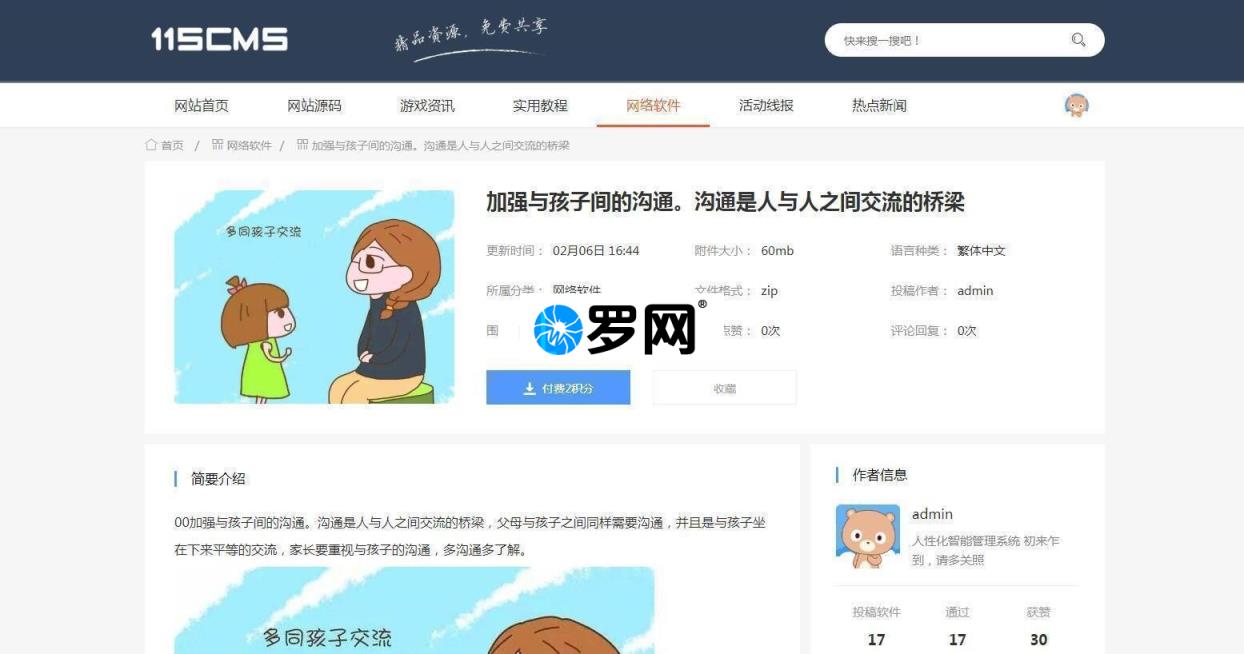 115CMS
精品资源,免费共享
快来搜一搜吧!
网站首页 网站源码 游戏资讯 实用教程 网络软件 活动线报 热点新闻
首页 / 网络软件 / 加强与孩子间的沟通。沟通是人与人之间交流的桥梁
多同孩子交流
加强与孩子间的沟通。沟通是人与人之间交流的桥梁
更新时间: 02月06日 16:44 附件大小: 60mb 语言种类: 繁体中文
所属分类: 网络软件 文件格式: zip 投稿作者: admin
围 点赞: 0次 评论回复: 0次
罗网®
付费2积分 收藏
简要介绍
00加强与孩子间的沟通。沟通是人与人之间交流的桥梁,父母与孩子之间同样需要沟通,并且是与孩子坐
在下来平等的交流,家长要重视与孩子的沟通,多沟通多了解。
多同孩子交流
作者信息
admin
人性化智能管理系统 初来乍
到,请多关照
投稿软件 通过 获赞
17 17 30